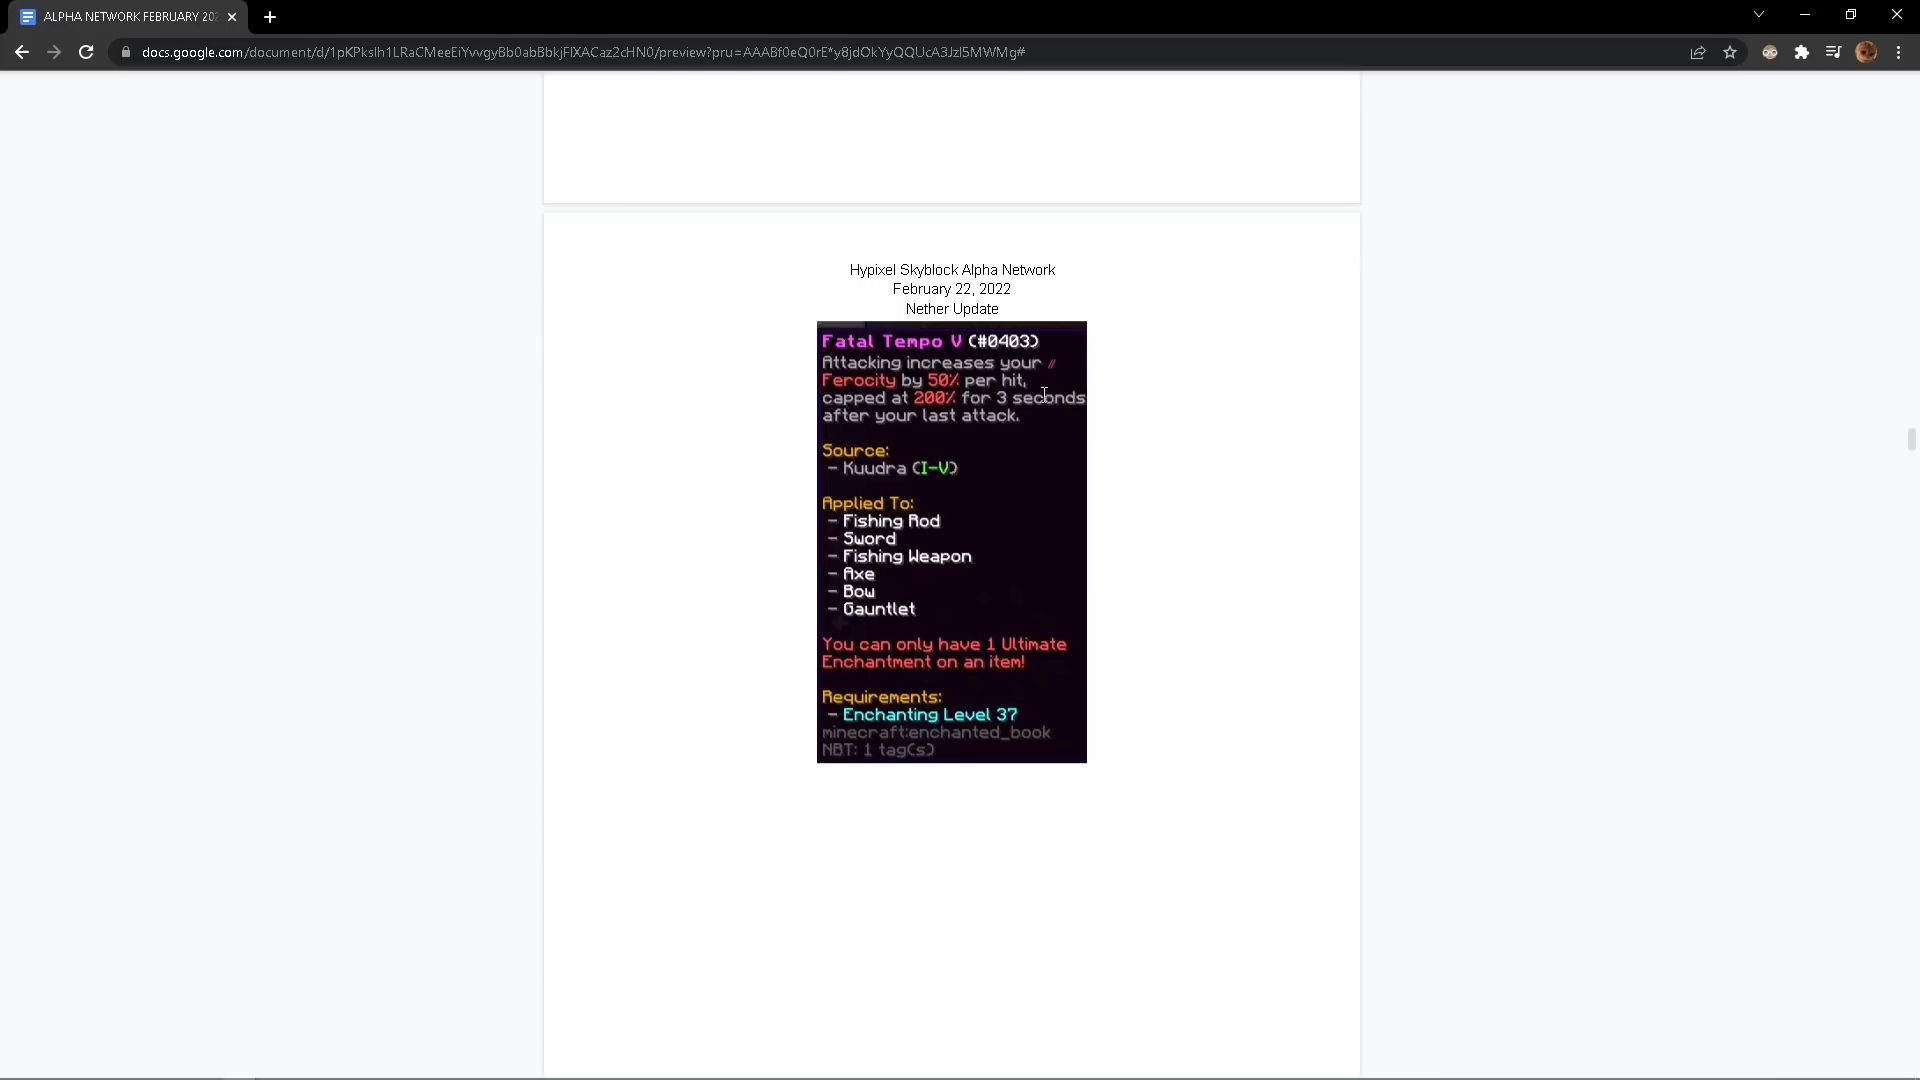 ALPHA NETWORK FEBRUARY 202
docs.google.com/document/d/1pKPkslh1LRaCMeeEiYvvgyBb0abBbkjFIXACaz2cHN0/preview?pru=AAABf0eQ0rE*y8jdOkYyQQUcA3JzI5MWMg#
Hypixel Skyblock Alpha Network
February 22, 2022
Nether Update
Fatal Tempo V (#0403)
Attacking increases your
Ferocity by 50% per hit,
capped at 200% for 3 seconds
after your last attack.
Source:
- Kuudra (I-V)
Applied To:
- Fishing Rod
- Sword
- Fishing Weapon
- Axe
- Bow
- Gauntlet
You can only have 1 Ultimate
Enchantment on an item!
Requirements:
- Enchanting Level 37
minecraft:enchanted_book
NBT: 1 tag(s)